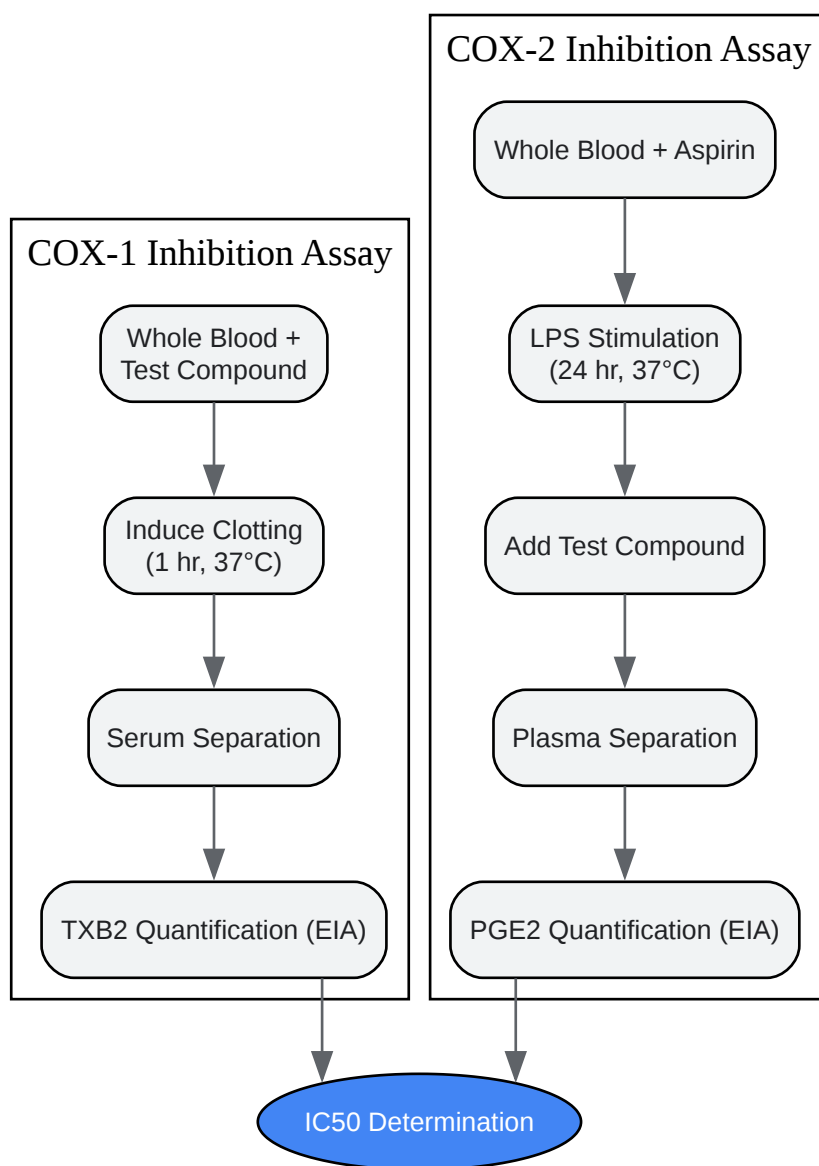 COX-1 Inhibition Assay
Whole Blood +
Test Compound
Induce Clotting
(1 hr, 37°C)
Serum Separation
TXB2 Quantification (EIA)
COX-2 Inhibition Assay
Whole Blood + Aspirin
LPS Stimulation
(24 hr, 37°C)
Add Test Compound
Plasma Separation
PGE2 Quantification (EIA)
IC50 Determination